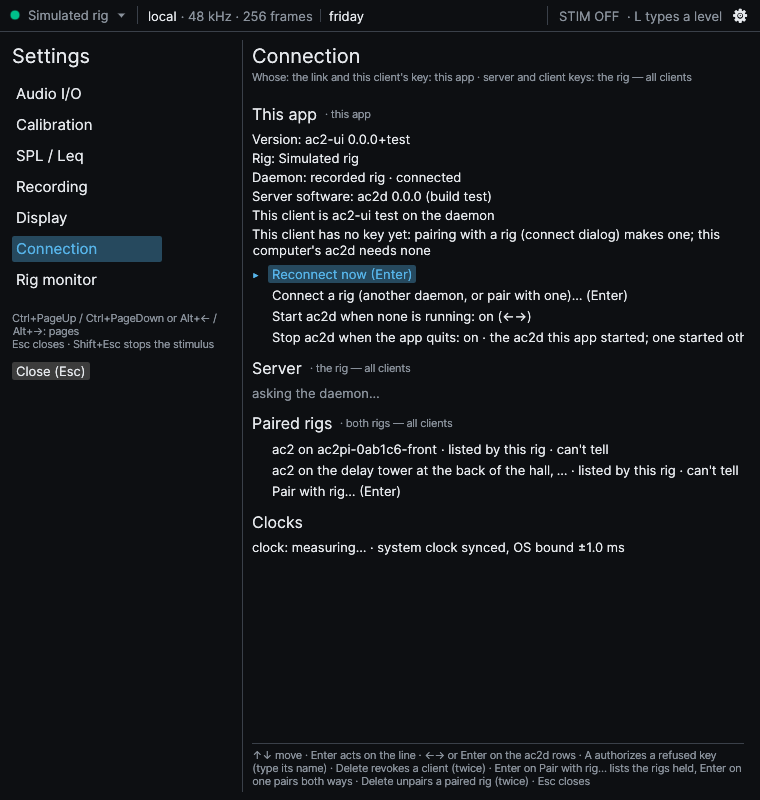 Simulated rig local · 48 kHz · 256 frames friday STIM OFF · L types a level
Settings
Audio I/O
Calibration
SPL / Leq
Recording
Display
Connection
Rig monitor
Ctrl+PageUp / Ctrl+PageDown or Alt+← /
Alt+→: pages
Esc closes · Shift+Esc stops the stimulus
Close (Esc)
Connection
Whose: the link and this client's key: this app · server and client keys: the rig — all clients
This app · this app
Version: ac2-ui 0.0.0+test
Rig: Simulated rig
Daemon: recorded rig · connected
Server software: ac2d 0.0.0 (build test)
This client is ac2-ui test on the daemon
This client has no key yet: pairing with a rig (connect dialog) makes one; this
computer's ac2d needs none
▸ Reconnect now (Enter)
Connect a rig (another daemon, or pair with one)... (Enter)
Start ac2d when none is running: on (←→)
Stop ac2d when the app quits: on · the ac2d this app started; one started oth
Server · the rig — all clients
asking the daemon...
Paired rigs · both rigs — all clients
ac2 on ac2pi-0ab1c6-front · listed by this rig · can't tell
ac2 on the delay tower at the back of the hall, ... · listed by this rig · can't tell
Pair with rig... (Enter)
Clocks
clock: measuring... · system clock synced, OS bound ±1.0 ms
↑↓ move · Enter acts on the line · ←→ or Enter on the ac2d rows · A authorizes a refused key
(type its name) · Delete revokes a client (twice) · Enter on Pair with rig... lists the rigs held, Enter on
one pairs both ways · Delete unpairs a paired rig (twice) · Esc closes